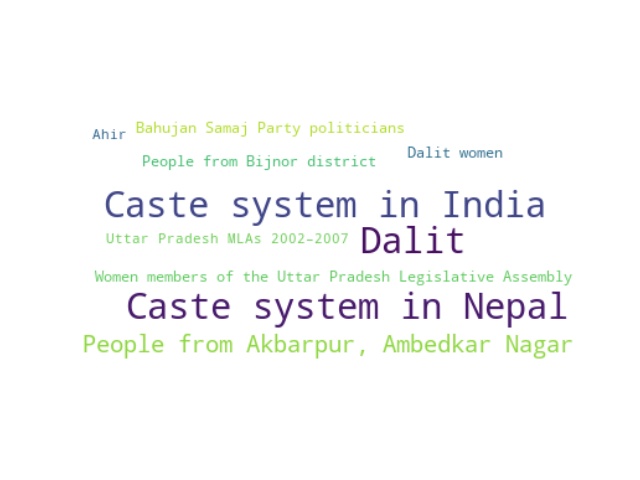 Bahujan Samaj Party politicians
Ahir
Dalit women
People from Bijnor district
Caste system in India
Uttar Pradesh MLAs 2002–2007
Dalit
Women members of the Uttar Pradesh Legislative Assembly
Caste system in Nepal
People from Akbarpur, Ambedkar Nagar